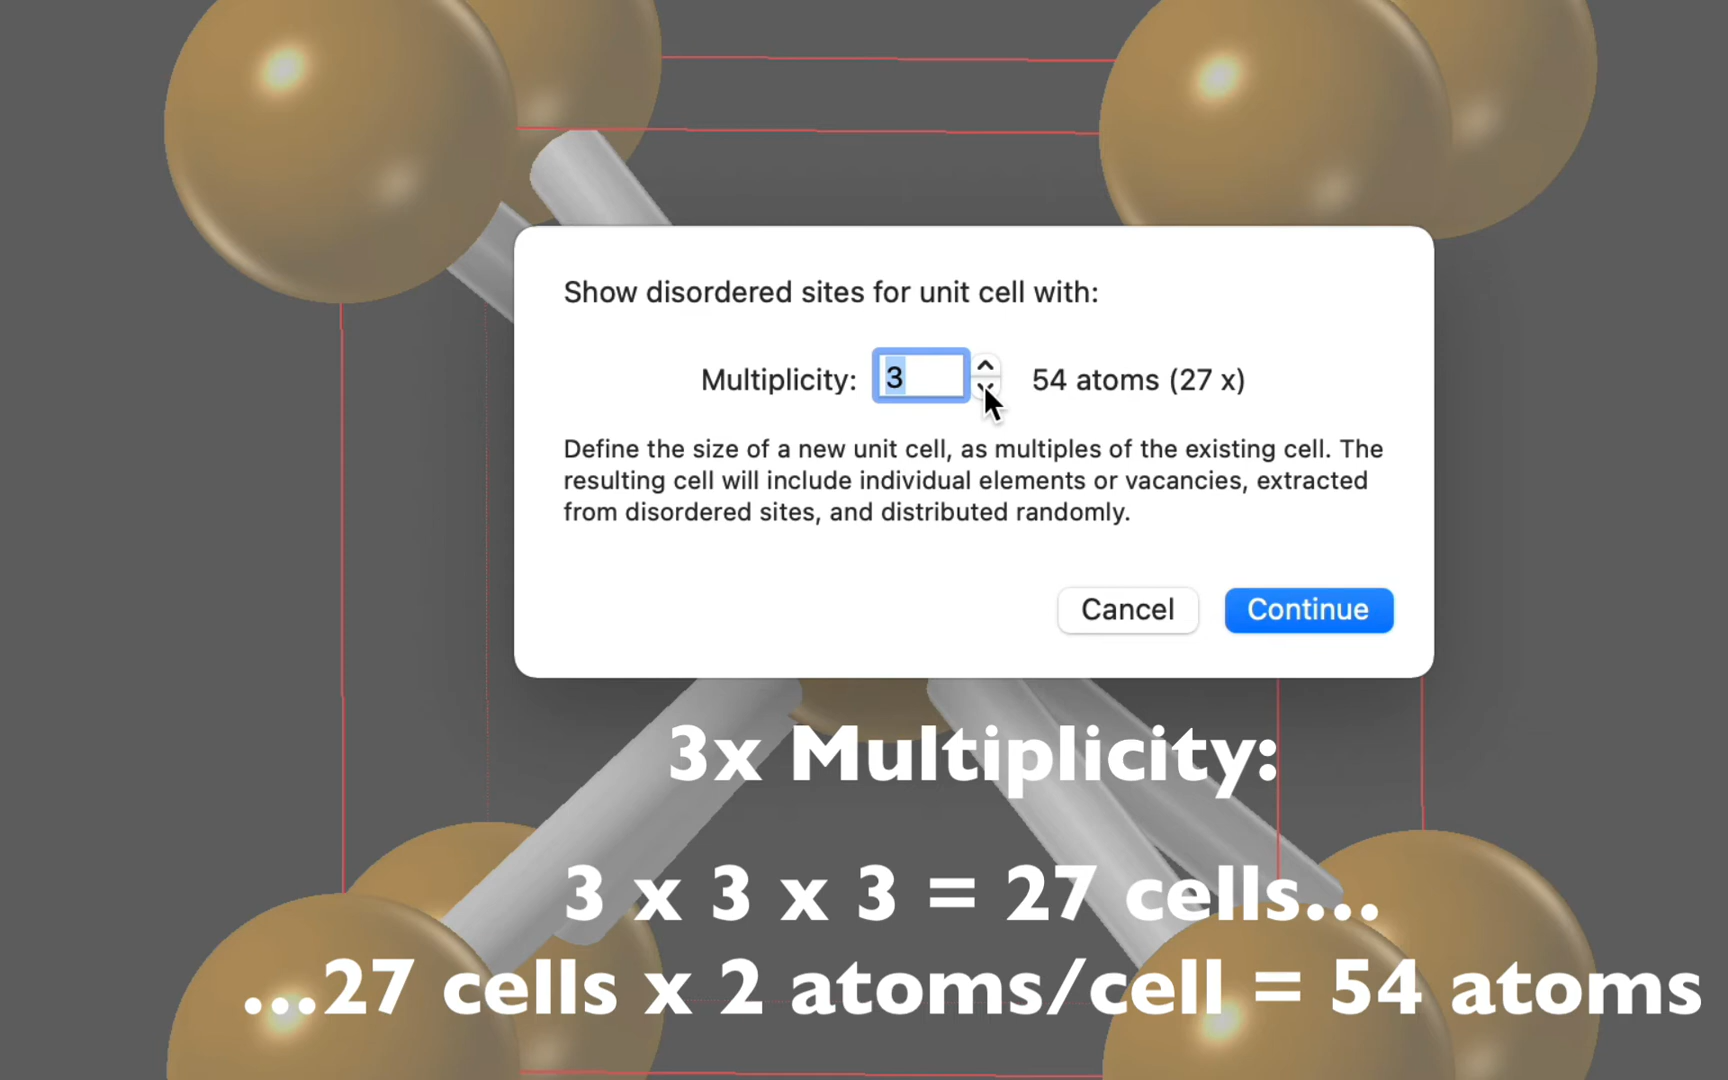 Show disordered sites for unit cell with:
Multiplicity: 3 54 atoms (27 x)
Define the size of a new unit cell, as multiples of the existing cell. The
resulting cell will include individual elements or vacancies, extracted
from disordered sites, and distributed randomly.
Cancel Continue
3x Multiplicity:
3 x 3 x 3 = 27 cells...
...27 cells x 2 atoms/cell = 54 atoms